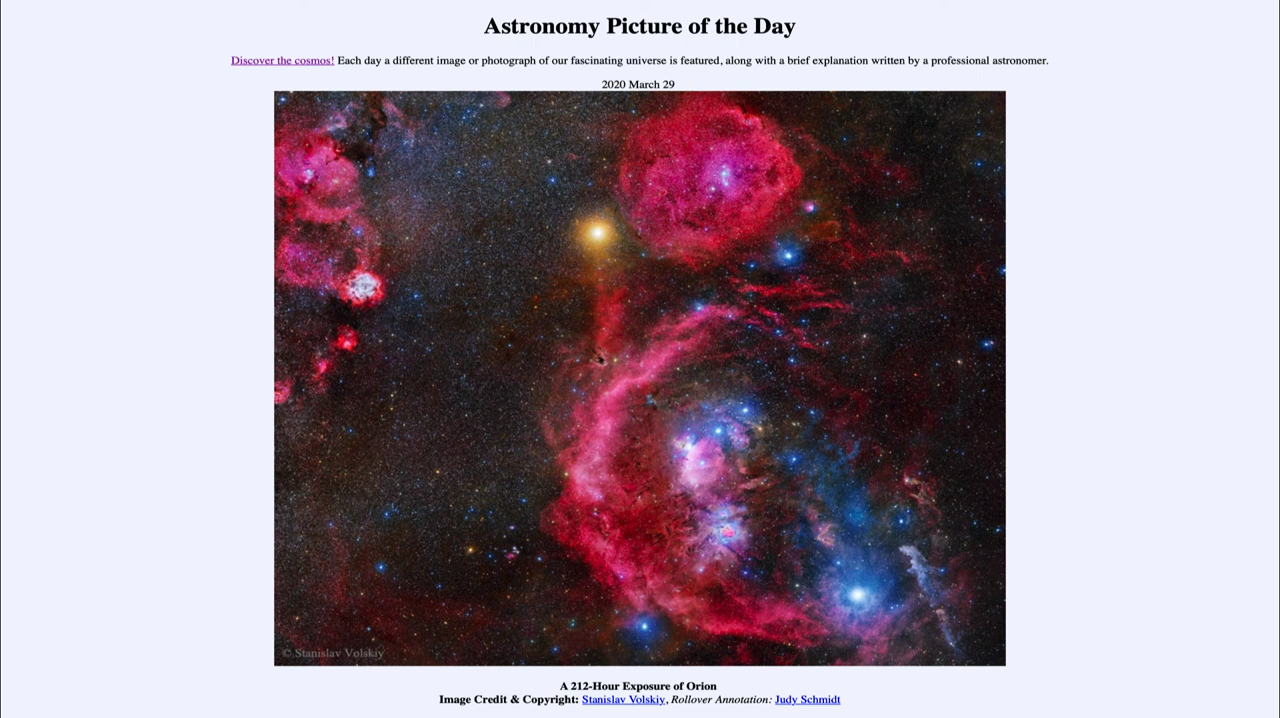 Astronomy Picture of the Day
Discover the cosmos! Each day a different image or photograph of our fascinating universe is featured, along with a brief explanation written by a professional astronomer.
2020 March 29
© Stanislav Volskiy
A 212-Hour Exposure of Orion
Image Credit & Copyright: Stanislav Volskiy, Rollover Annotation: Judy Schmidt